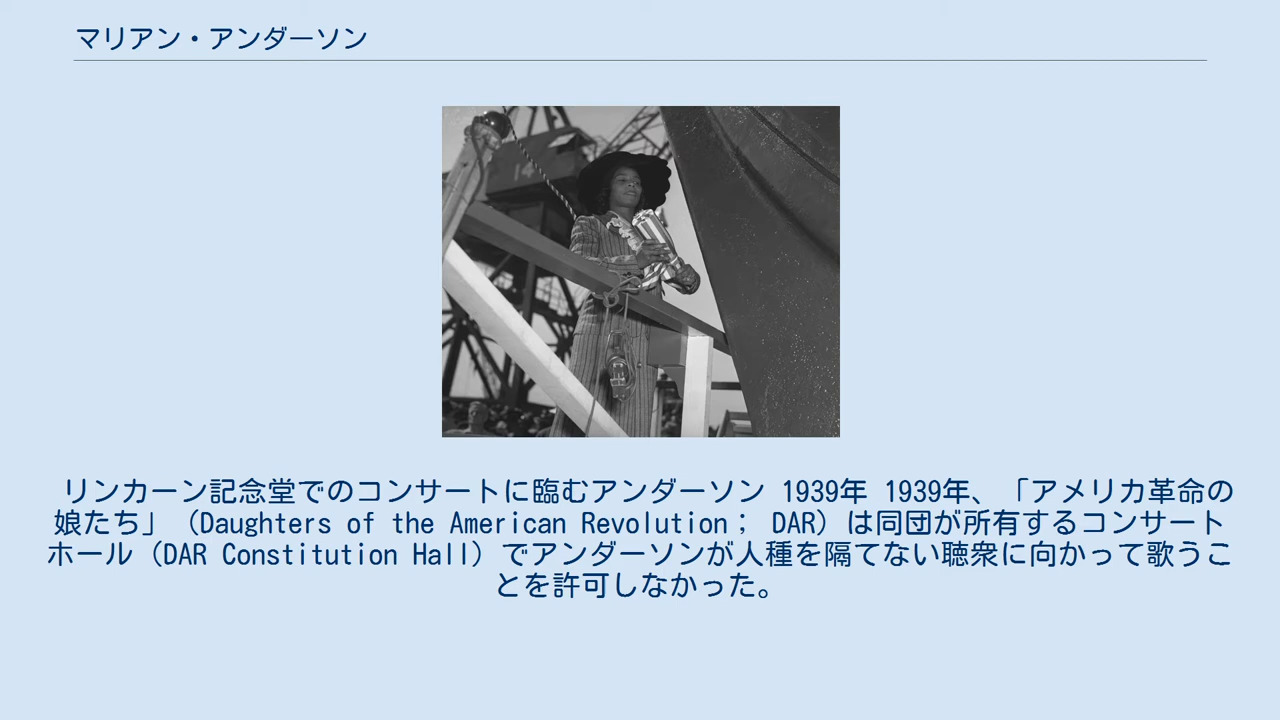 マリアン・アンダーソン
14
リンカーン記念堂でのコンサートに臨むアンダーソン 1939年 1939年、「アメリカ革命の
娘たち」（Daughters of the American Revolution； DAR）は同団が所有するコンサート
ホール（DAR Constitution Hall）でアンダーソンが人種を隔てない聴衆に向かって歌うこ
とを許可しなかった。